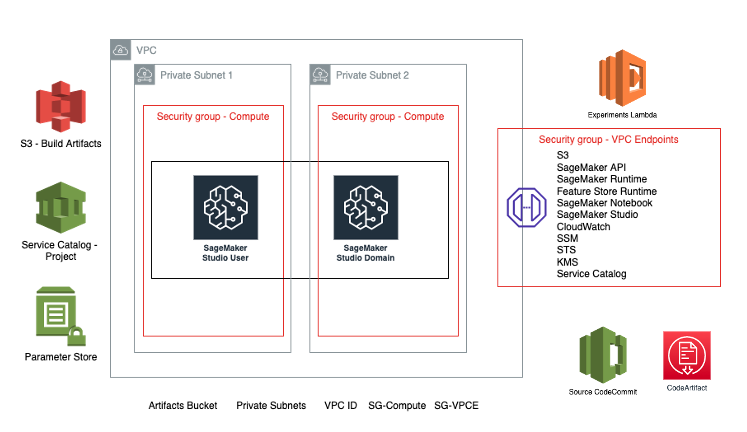 VPC
Private Subnet 1
Private Subnet 2
Security group - Compute
Security group - Compute
SageMaker
Studio User
SageMaker
Studio Domain
S3 - Build Artifacts
Service Catalog -
Project
Parameter Store
Experiments Lambda
Security group - VPC Endpoints
S3
SageMaker API
SageMaker Runtime
Feature Store Runtime
SageMaker Notebook
SageMaker Studio
CloudWatch
SSM
STS
KMS
Service Catalog
Source CodeCommit
CodeArtifact
Artifacts Bucket Private Subnets VPC ID SG-Compute SG-VPCE